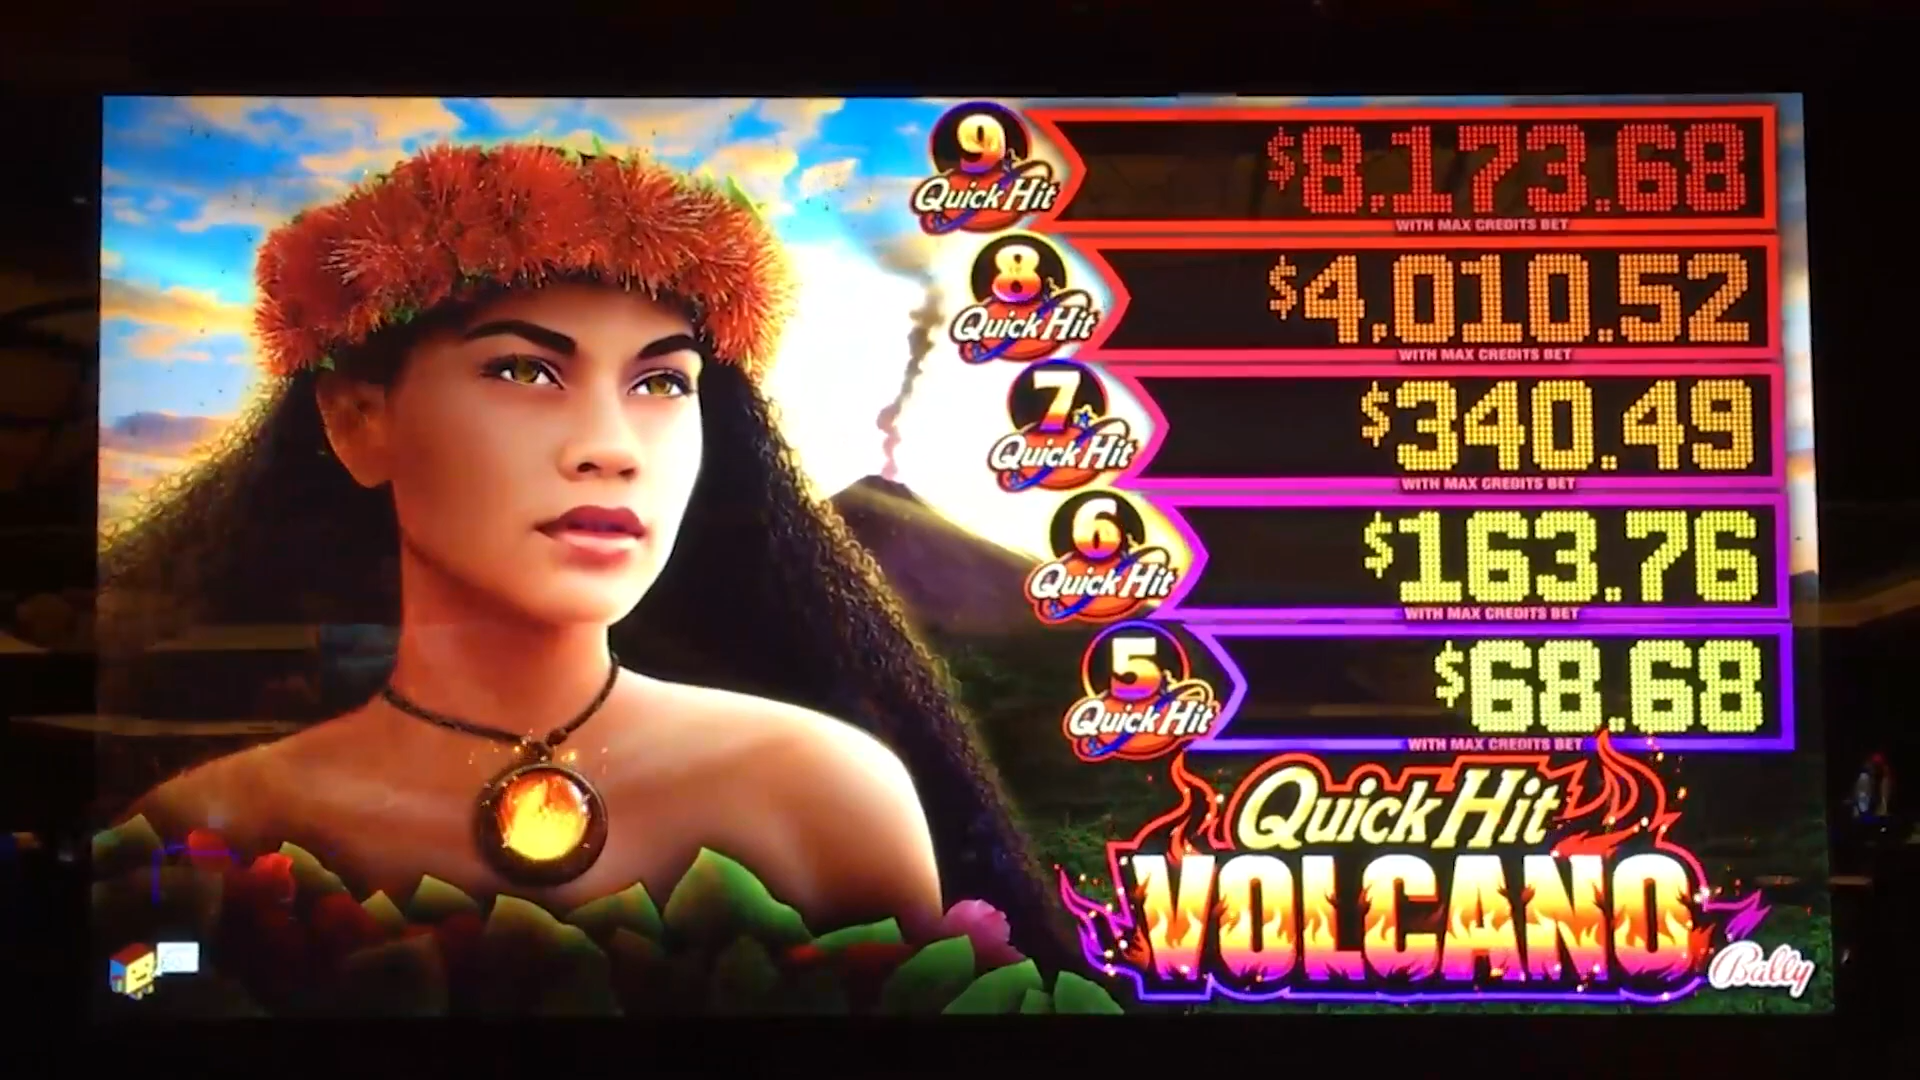 9
Quick Hit
$8,173.68
WITH MAX CREDITS BET
8
Quick Hit
$4,010.52
WITH MAX CREDITS BET
7
Quick Hit
$340.49
WITH MAX CREDITS BET
6
Quick Hit
$163.76
WITH MAX CREDITS BET
5
Quick Hit
$68.68
WITH MAX CREDITS BET
Quick Hit
VOLCANO
Bally